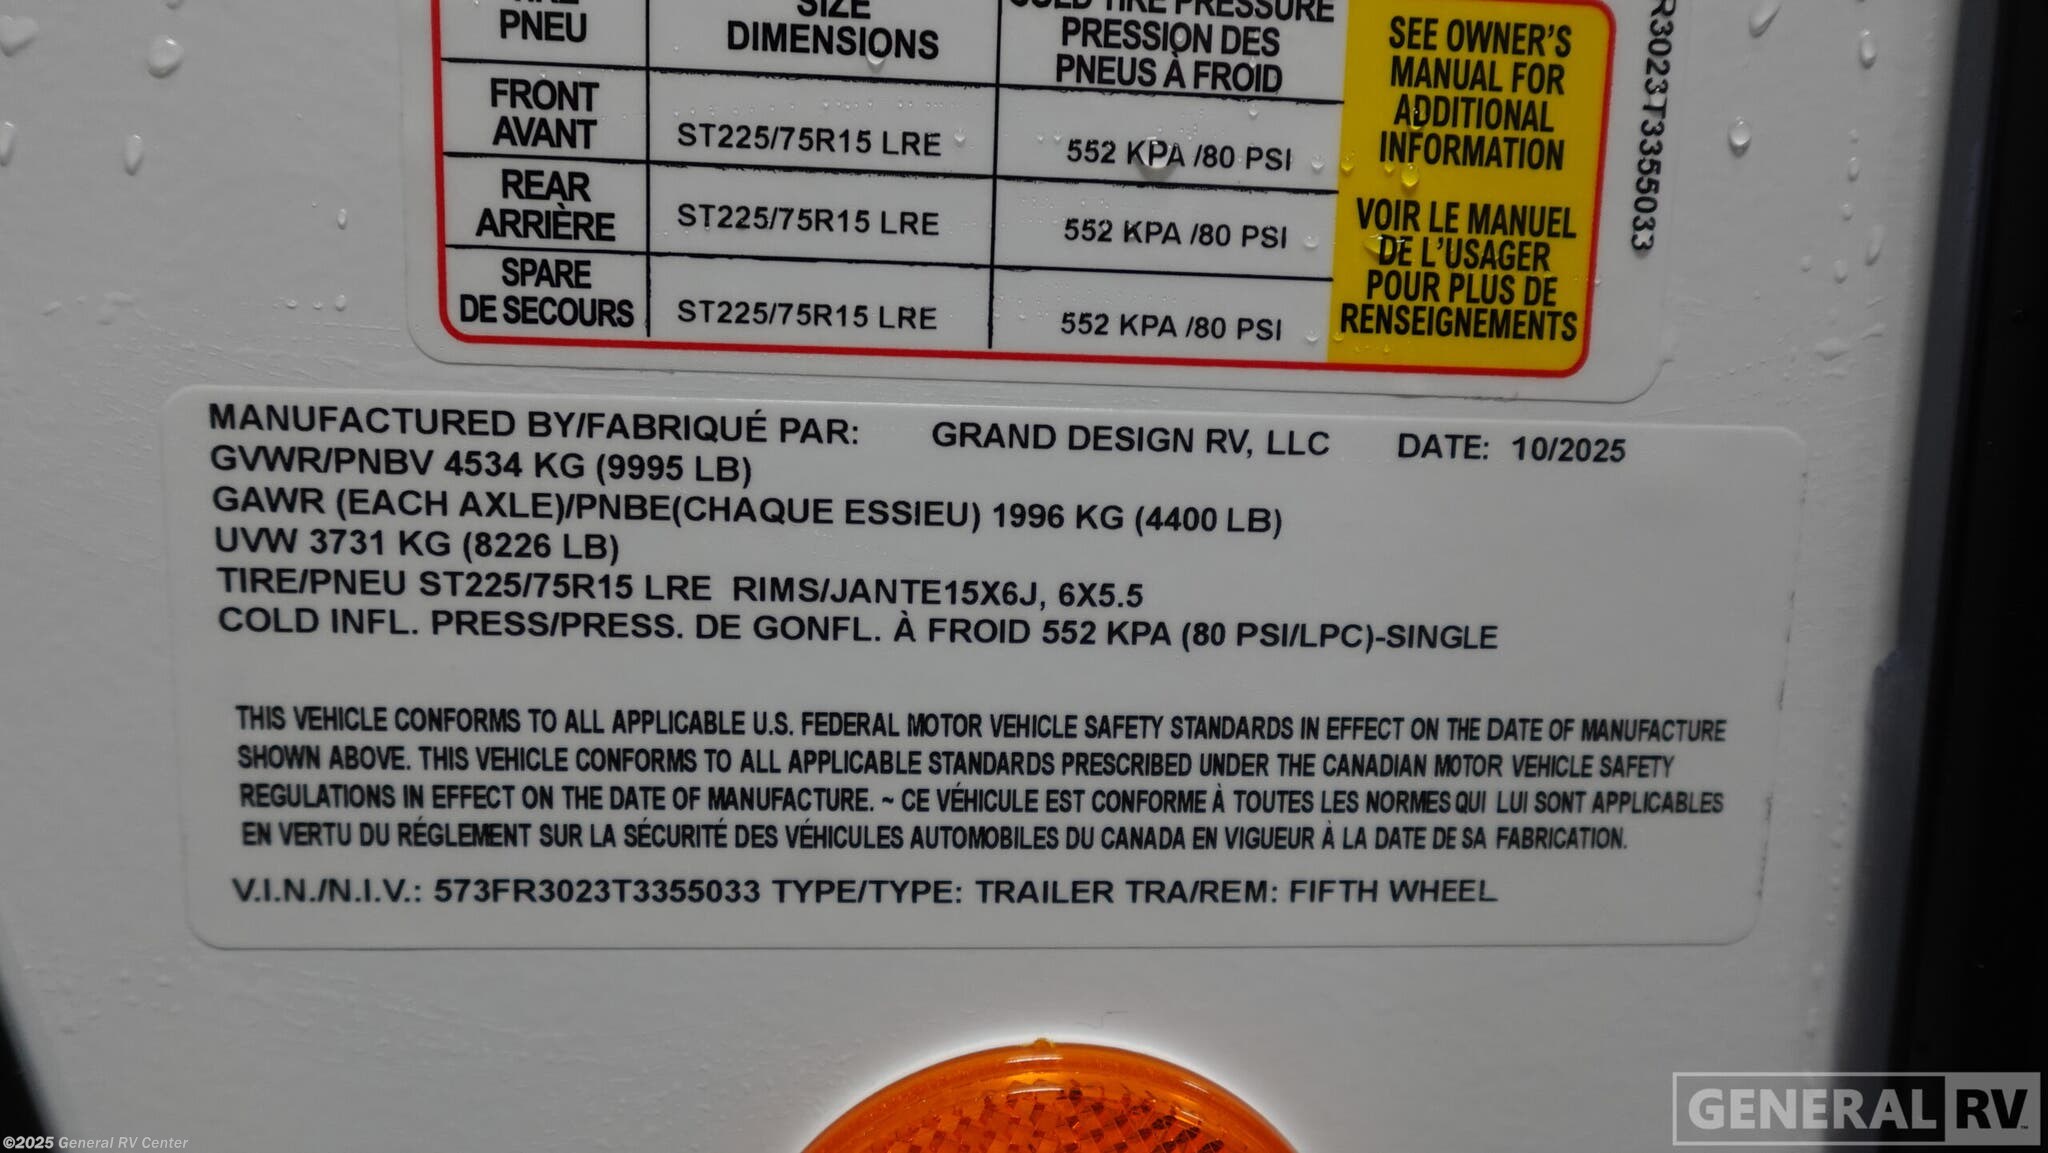 TIRE
PNEU
SIZE
DIMENSIONS
COLD TIRE PRESSURE
PRESSION DES
PNEUS À FROID
SEE OWNER'S
MANUAL FOR
ADDITIONAL
INFORMATION
VOIR LE MANUEL
DE L'USAGER
POUR PLUS DE
RENSEIGNEMENTS
FRONT
AVANT
ST225/75R15 LRE
552 KPA /80 PSI
REAR
ARRIÈRE
ST225/75R15 LRE
552 KPA /80 PSI
SPARE
DE SECOURS
ST225/75R15 LRE
552 KPA /80 PSI
R3023T3355033
MANUFACTURED BY/FABRIQUÉ PAR: GRAND DESIGN RV, LLC DATE: 10/2025
GVWR/PNBV 4534 KG (9995 LB)
GAWR (EACH AXLE)/PNBE(CHAQUE ESSIEU) 1996 KG (4400 LB)
UVW 3731 KG (8226 LB)
TIRE/PNEU ST225/75R15 LRE RIMS/JANTE15X6J, 6X5.5
COLD INFL. PRESS/PRESS. DE GONFL. À FROID 552 KPA (80 PSI/LPC)-SINGLE
THIS VEHICLE CONFORMS TO ALL APPLICABLE U.S. FEDERAL MOTOR VEHICLE SAFETY STANDARDS IN EFFECT ON THE DATE OF MANUFACTURE
SHOWN ABOVE. THIS VEHICLE CONFORMS TO ALL APPLICABLE STANDARDS PRESCRIBED UNDER THE CANADIAN MOTOR VEHICLE SAFETY
REGULATIONS IN EFFECT ON THE DATE OF MANUFACTURE. ~ CE VÉHICULE EST CONFORME À TOUTES LES NORMES QUI LUI SONT APPLICABLES
EN VERTU DU RÉGLEMENT SUR LA SÉCURITÉ DES VÉHICULES AUTOMOBILES DU CANADA EN VIGUEUR À LA DATE DE SA FABRICATION.
V.I.N./N.I.V.: 573FR3023T3355033 TYPE/TYPE: TRAILER TRA/REM: FIFTH WHEEL
GENERAL RV
©2025 General RV Center